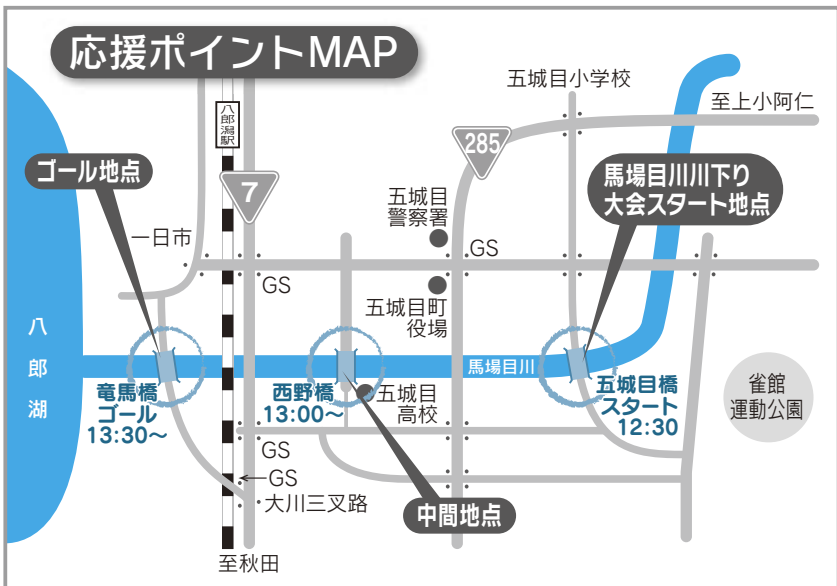 応援ポイントMAP
五城目小学校
至上小阿仁
八郎潟駅
285
ゴール地点
7
馬場目川川下り
大会スタート地点
五城目
警察署
一日市
GS
GS
五城目町
役場
八郎湖
馬場目川
竜馬橋
ゴール
13:30〜
西野橋
13:00〜
五城目
高校
五城目橋
スタート
12:30
雀館
運動公園
GS
GS
大川三叉路
中間地点
至秋田